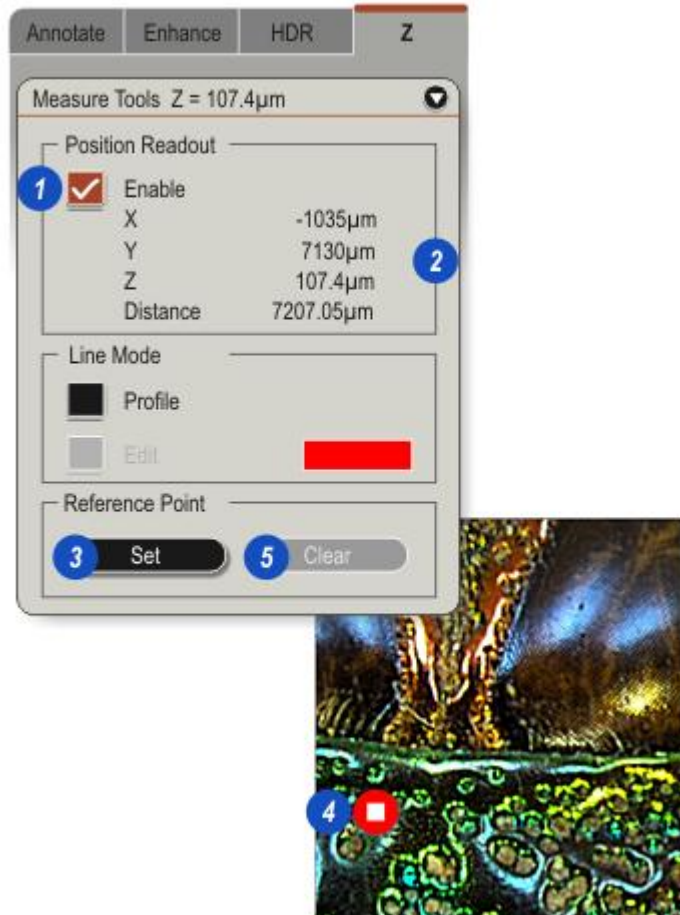 Annotate Enhance HDR Z
Measure Tools Z = 107.4µm
Position Readout
1 Enable
X -1035µm
Y 7130µm
2
Z 107.4µm
Distance 7207.05µm
Line Mode
Profile
Edit
Reference Point
3 Set 5 Clear
4